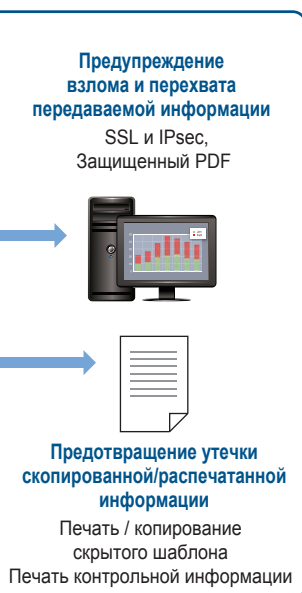 Предупреждение
взлома и перехвата
передаваемой информации
SSL и IPsec,
Защищенный PDF
Предотвращение утечки
скопированной/распечатанной
информации
Печать / копирование
скрытого шаблона
Печать контрольной информации